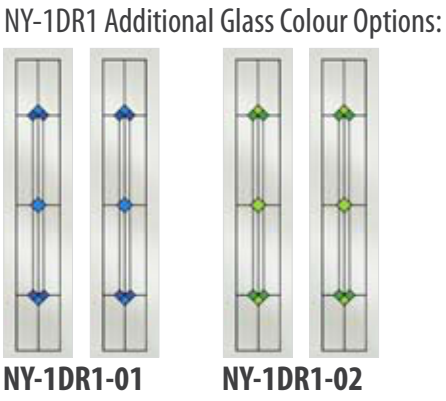 NY-1DR1 Additional Glass Colour Options:
NY-1DR1-01 NY-1DR1-02